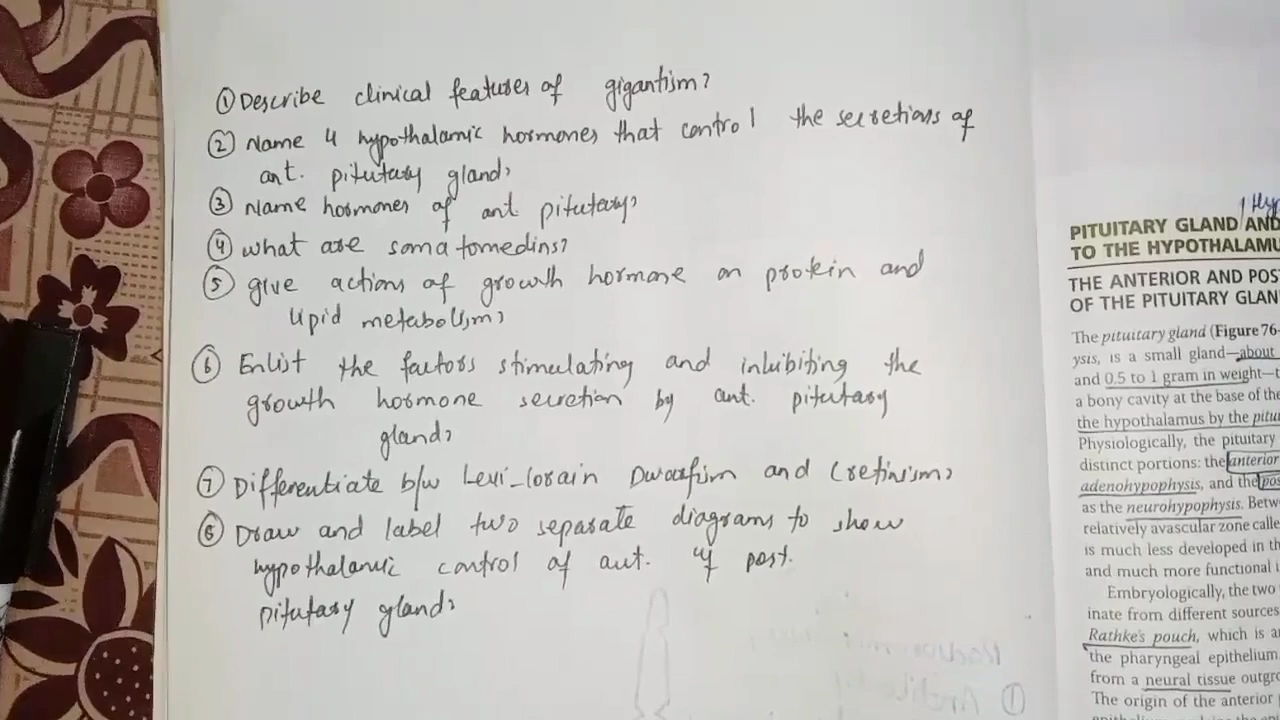 ① Describe clinical features of gigantism?
② Name 4 hypothalamic hormones that control the secretions of
ant. pitutary gland?
③ Name hormones of ant pitutary?
④ what are somatomedins?
⑤ give actions of growth hormone on protein and
lipid metabolism?
⑥ Enlist the factors stimulating and inhibiting the
growth hormone secretion by ant. pitutary
gland?
⑦ Differentiate b/w Levi-lorain Dwarfism and Cretinism?
⑧ Draw and label two separate diagrams to show
hypothalamic control of ant. & post.
pitutary gland?
PITUITARY GLAND AND
TO THE HYPOTHALAMU
THE ANTERIOR AND POS
OF THE PITUITARY GLAN
The pituitary gland (Figure 76-
ysis, is a small gland—about
and 0.5 to 1 gram in weight—t
a bony cavity at the base of the
the hypothalamus by the pitui
Physiologically, the pituitary
distinct portions: the anterior
adenohypophysis, and the pos
as the neurohypophysis. Betw
relatively avascular zone calle
is much less developed in th
and much more functional i
Embryologically, the two
inate from different sources
Rathke's pouch, which is a
the pharyngeal epithelium
from a neural tissue outgr
The origin of the anterior